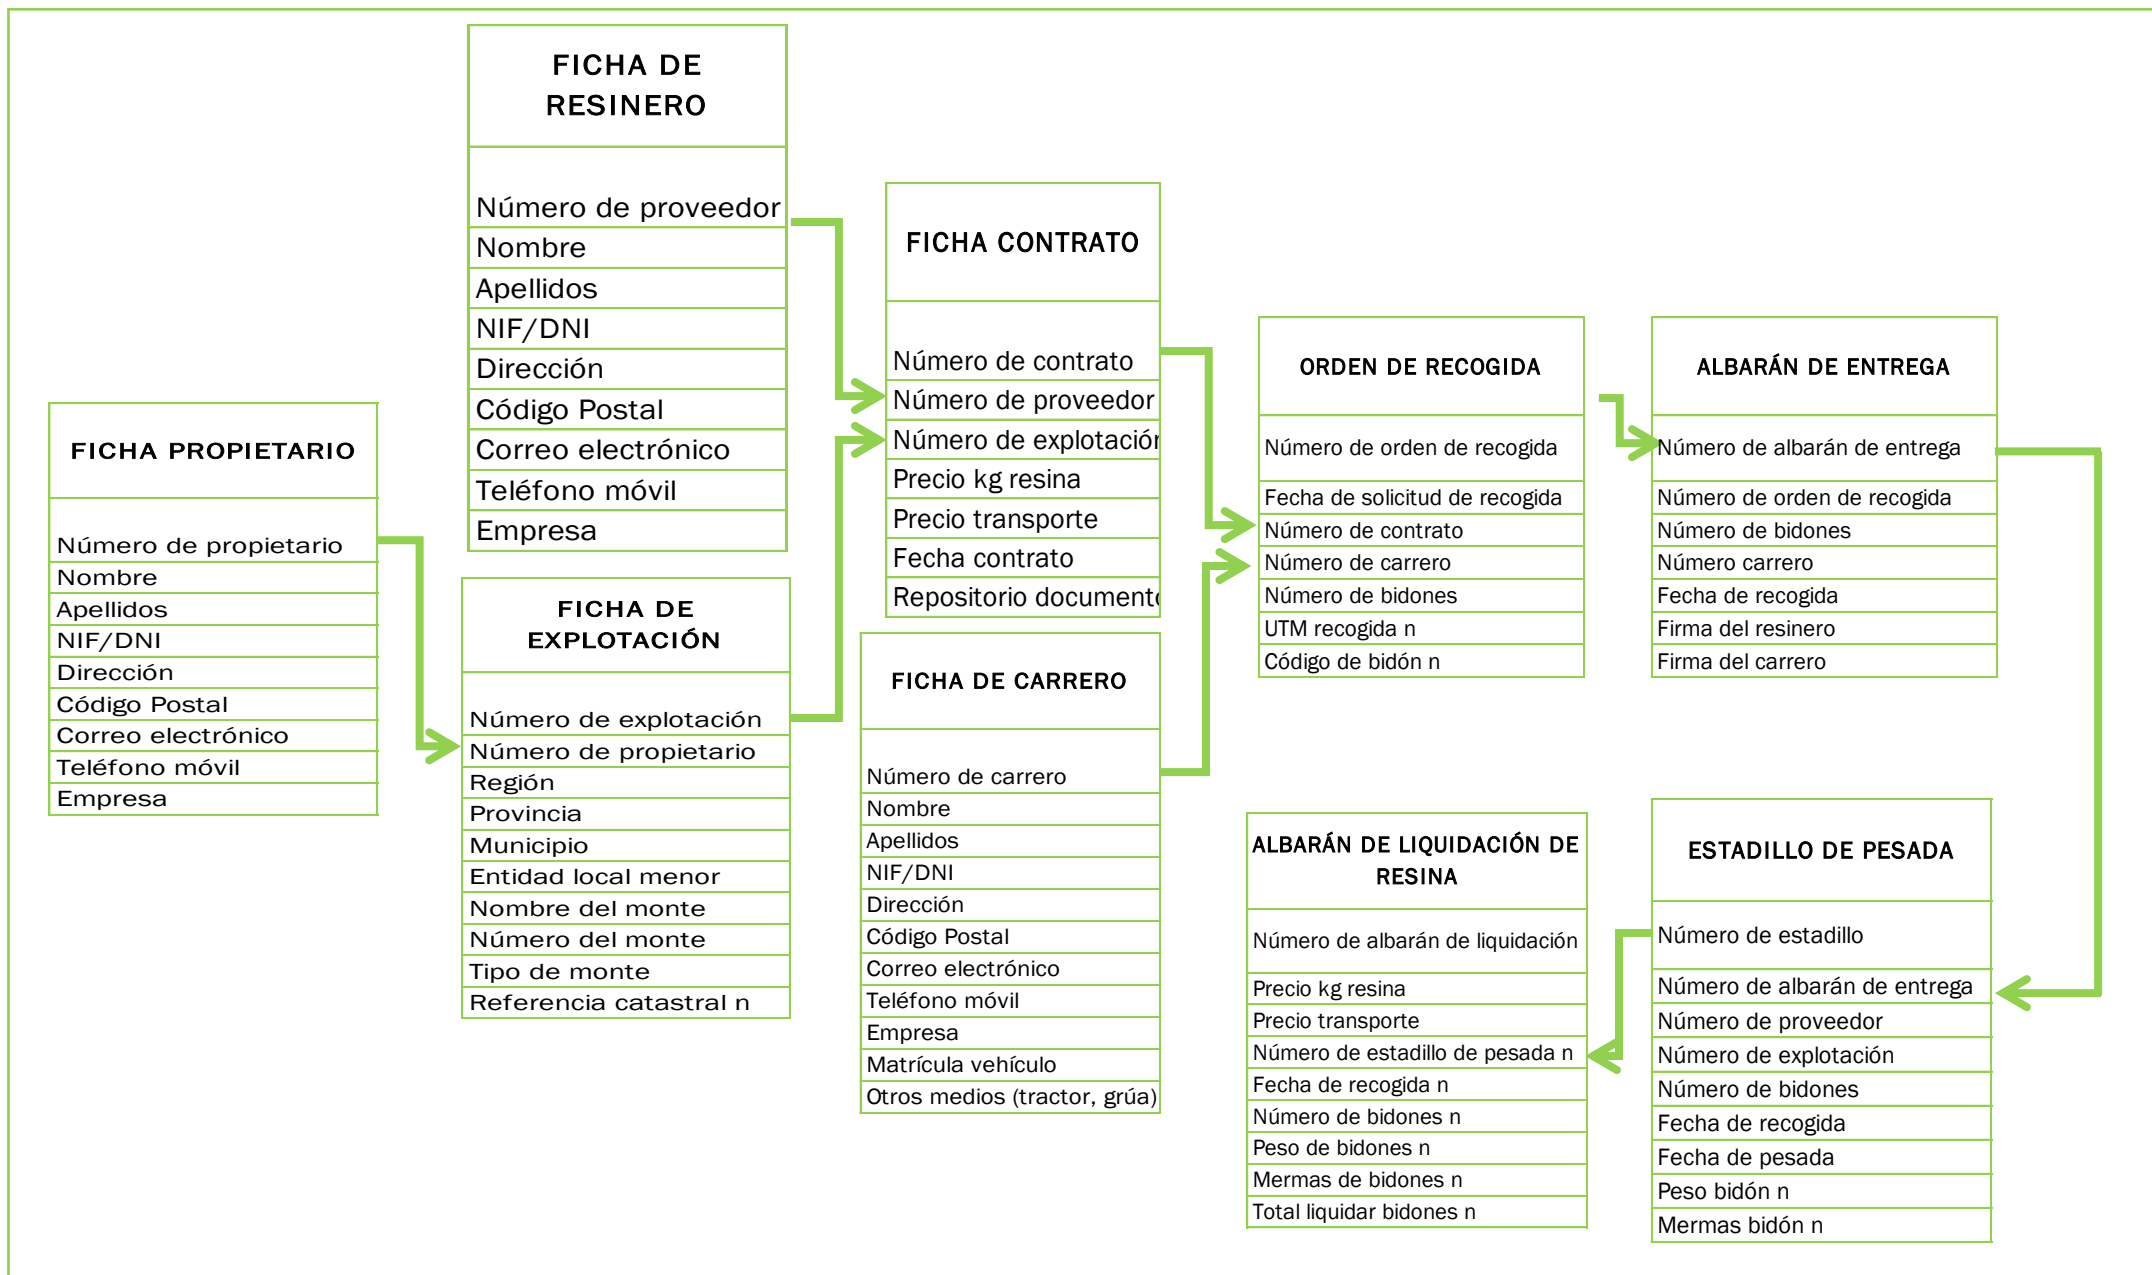 FICHA DE
RESINERO
Número de proveedor
Nombre
Apellidos
NIF/DNI
Dirección
Código Postal
Correo electrónico
Teléfono móvil
Empresa
FICHA PROPIETARIO
Número de propietario
Nombre
Apellidos
NIF/DNI
Dirección
Código Postal
Correo electrónico
Teléfono móvil
Empresa
FICHA DE
EXPLOTACIÓN
Número de explotación
Número de propietario
Región
Provincia
Municipio
Entidad local menor
Nombre del monte
Número del monte
Tipo de monte
Referencia catastral n
FICHA CONTRATO
Número de contrato
Número de proveedor
Número de explotación
Precio kg resina
Precio transporte
Fecha contrato
Repositorio documento
FICHA DE CARRERO
Número de carrero
Nombre
Apellidos
NIF/DNI
Dirección
Código Postal
Correo electrónico
Teléfono móvil
Empresa
Matrícula vehículo
Otros medios (tractor, grúa)
ORDEN DE RECOGIDA
Número de orden de recogida
Fecha de solicitud de recogida
Número de contrato
Número de carrero
Número de bidones
UTM recogida n
Código de bidón n
ALBARÁN DE ENTREGA
Número de albarán de entrega
Número de orden de recogida
Número de bidones
Número carrero
Fecha de recogida
Firma del resinero
Firma del carrero
ALBARÁN DE LIQUIDACIÓN DE
RESINA
Número de albarán de liquidación
Precio kg resina
Precio transporte
Número de estadillo de pesada n
Fecha de recogida n
Número de bidones n
Peso de bidones n
Mermas de bidones n
Total liquidar bidones n
ESTADILLO DE PESADA
Número de estadillo
Número de albarán de entrega
Número de proveedor
Número de explotación
Número de bidones
Fecha de recogida
Fecha de pesada
Peso bidón n
Mermas bidón n